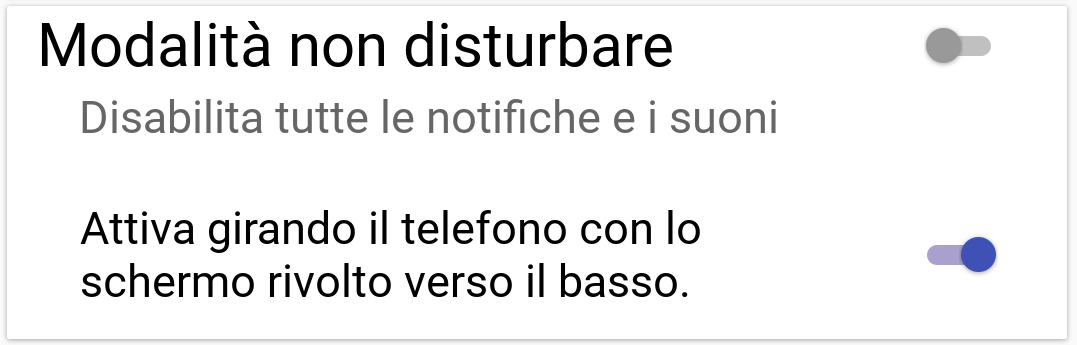 Modalità non disturbare
Disabilita tutte le notifiche e i suoni
Attiva girando il telefono con lo
schermo rivolto verso il basso.